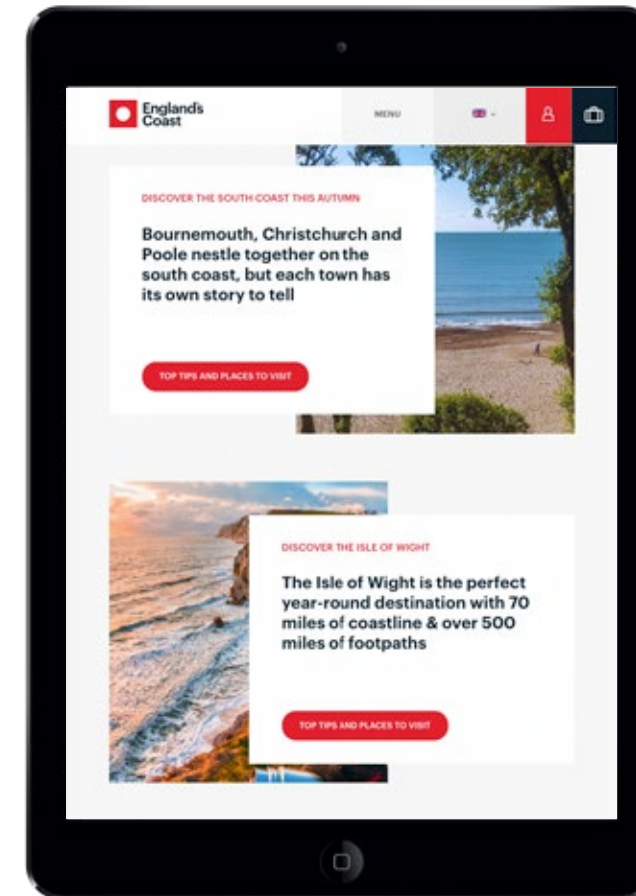 England's
Coast
MENU
DISCOVER THE SOUTH COAST THIS AUTUMN
Bournemouth, Christchurch and
Poole nestle together on the
south coast, but each town has
its own story to tell
TOP TIPS AND PLACES TO VISIT
DISCOVER THE ISLE OF WIGHT
The Isle of Wight is the perfect
year-round destination with 70
miles of coastline & over 500
miles of footpaths
TOP TIPS AND PLACES TO VISIT